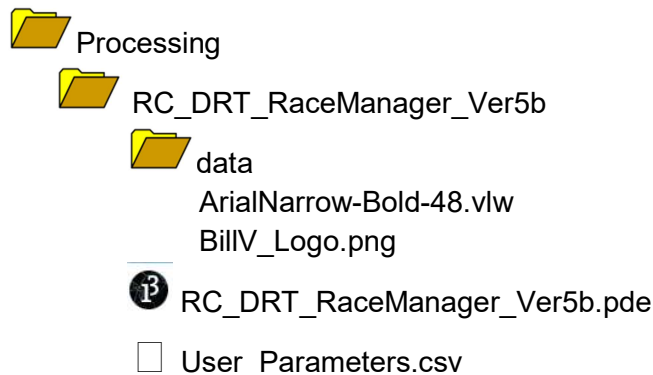 Processing
RC_DRT_RaceManager_Ver5b
data
ArialNarrow-Bold-48.vlw
BillV_Logo.png
RC_DRT_RaceManager_Ver5b.pde
User_Parameters.csv